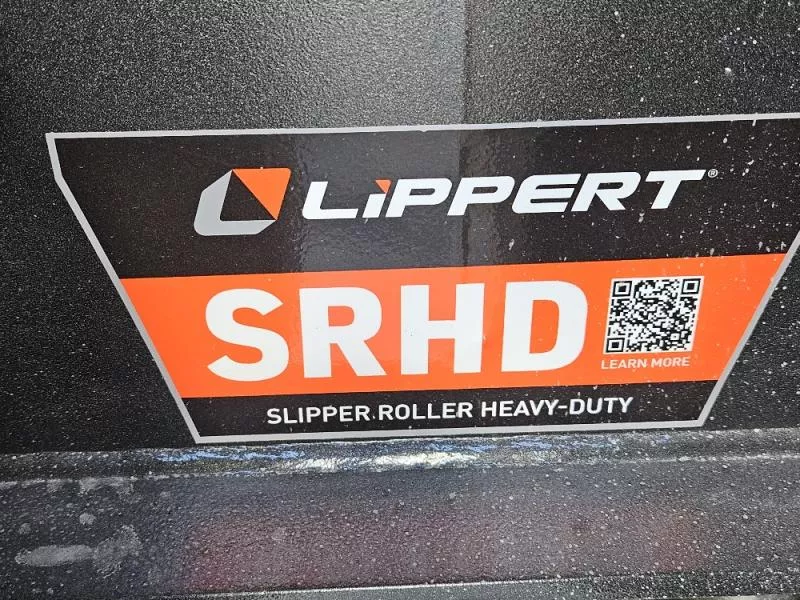 LiPPERT®
SRHD
LEARN MORE
SLIPPER ROLLER HEAVY-DUTY